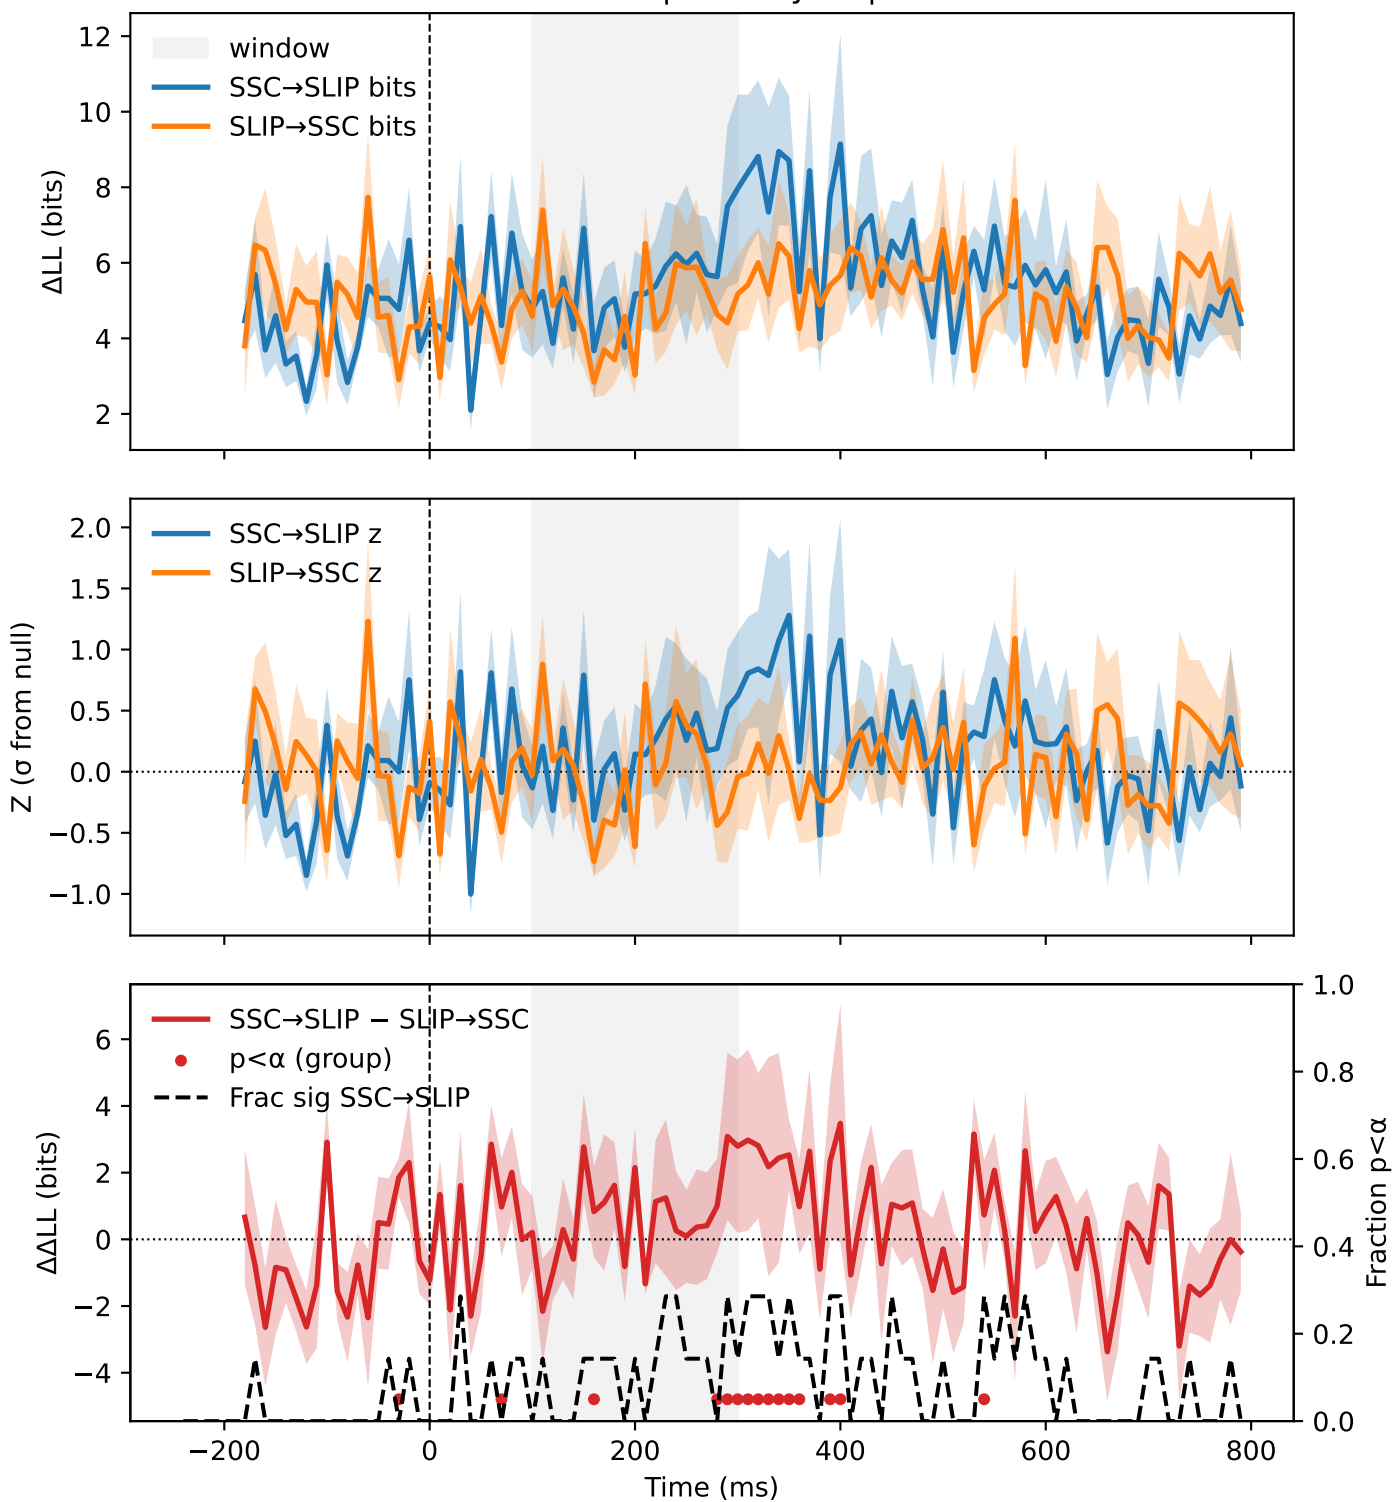 12
10
8
6
4
2
ΔLL (bits)
window
SSC→SLIP bits
SLIP→SSC bits
2.0
1.5
1.0
0.5
0.0
−0.5
−1.0
Z (σ from null)
SSC→SLIP z
SLIP→SSC z
6
4
2
0
−2
−4
ΔΔLL (bits)
SSC→SLIP − SLIP→SSC
p<α (group)
Frac sig SSC→SLIP
1.0
0.8
0.6
0.4
0.2
0.0
Fraction p<α
−200
0
200
400
600
800
Time (ms)